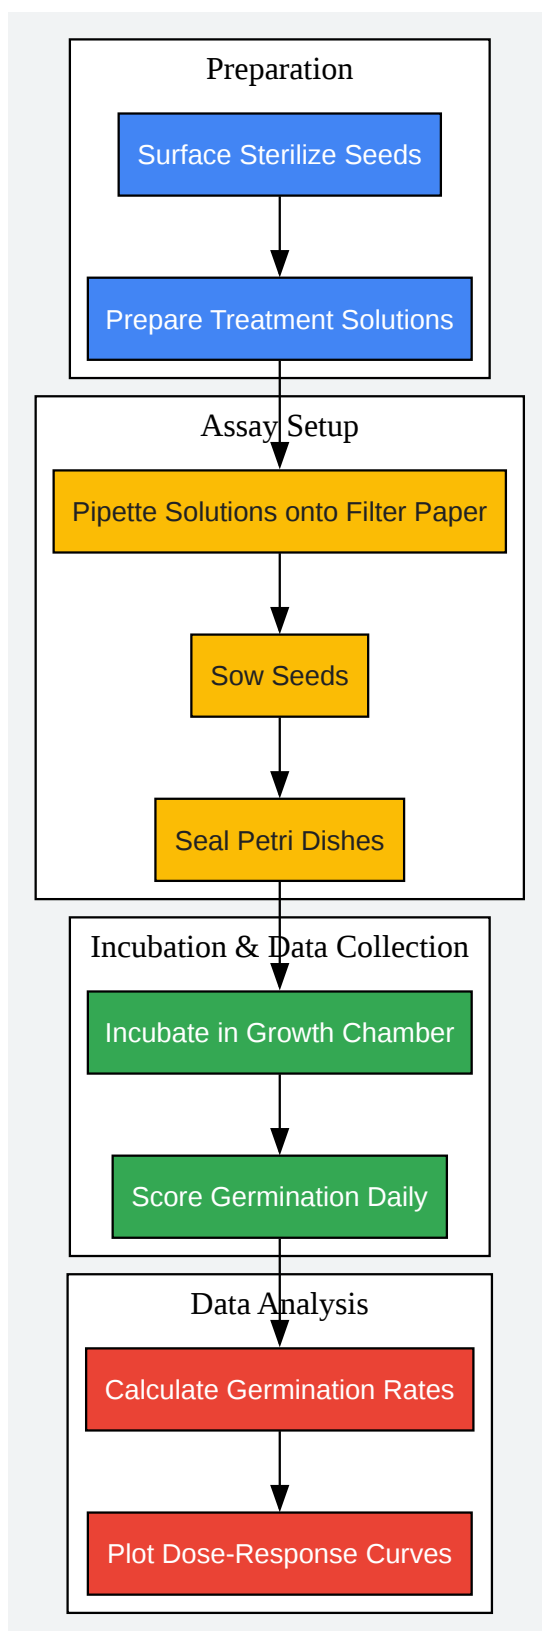 Preparation
Surface Sterilize Seeds
Prepare Treatment Solutions
Assay Setup
Pipette Solutions onto Filter Paper
Sow Seeds
Seal Petri Dishes
Incubation & Data Collection
Incubate in Growth Chamber
Score Germination Daily
Data Analysis
Calculate Germination Rates
Plot Dose-Response Curves